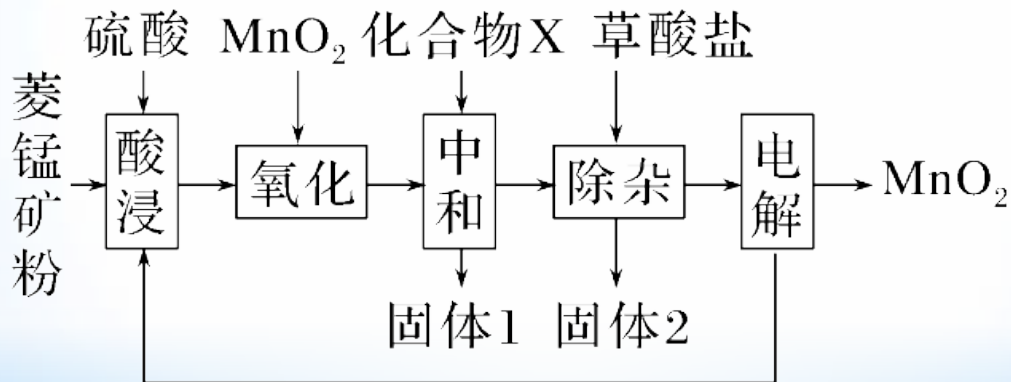 硫酸 MnO₂ 化合物X 草酸盐
菱锰矿粉
酸浸
氧化
中和
除杂
电解
MnO₂
固体1 固体2